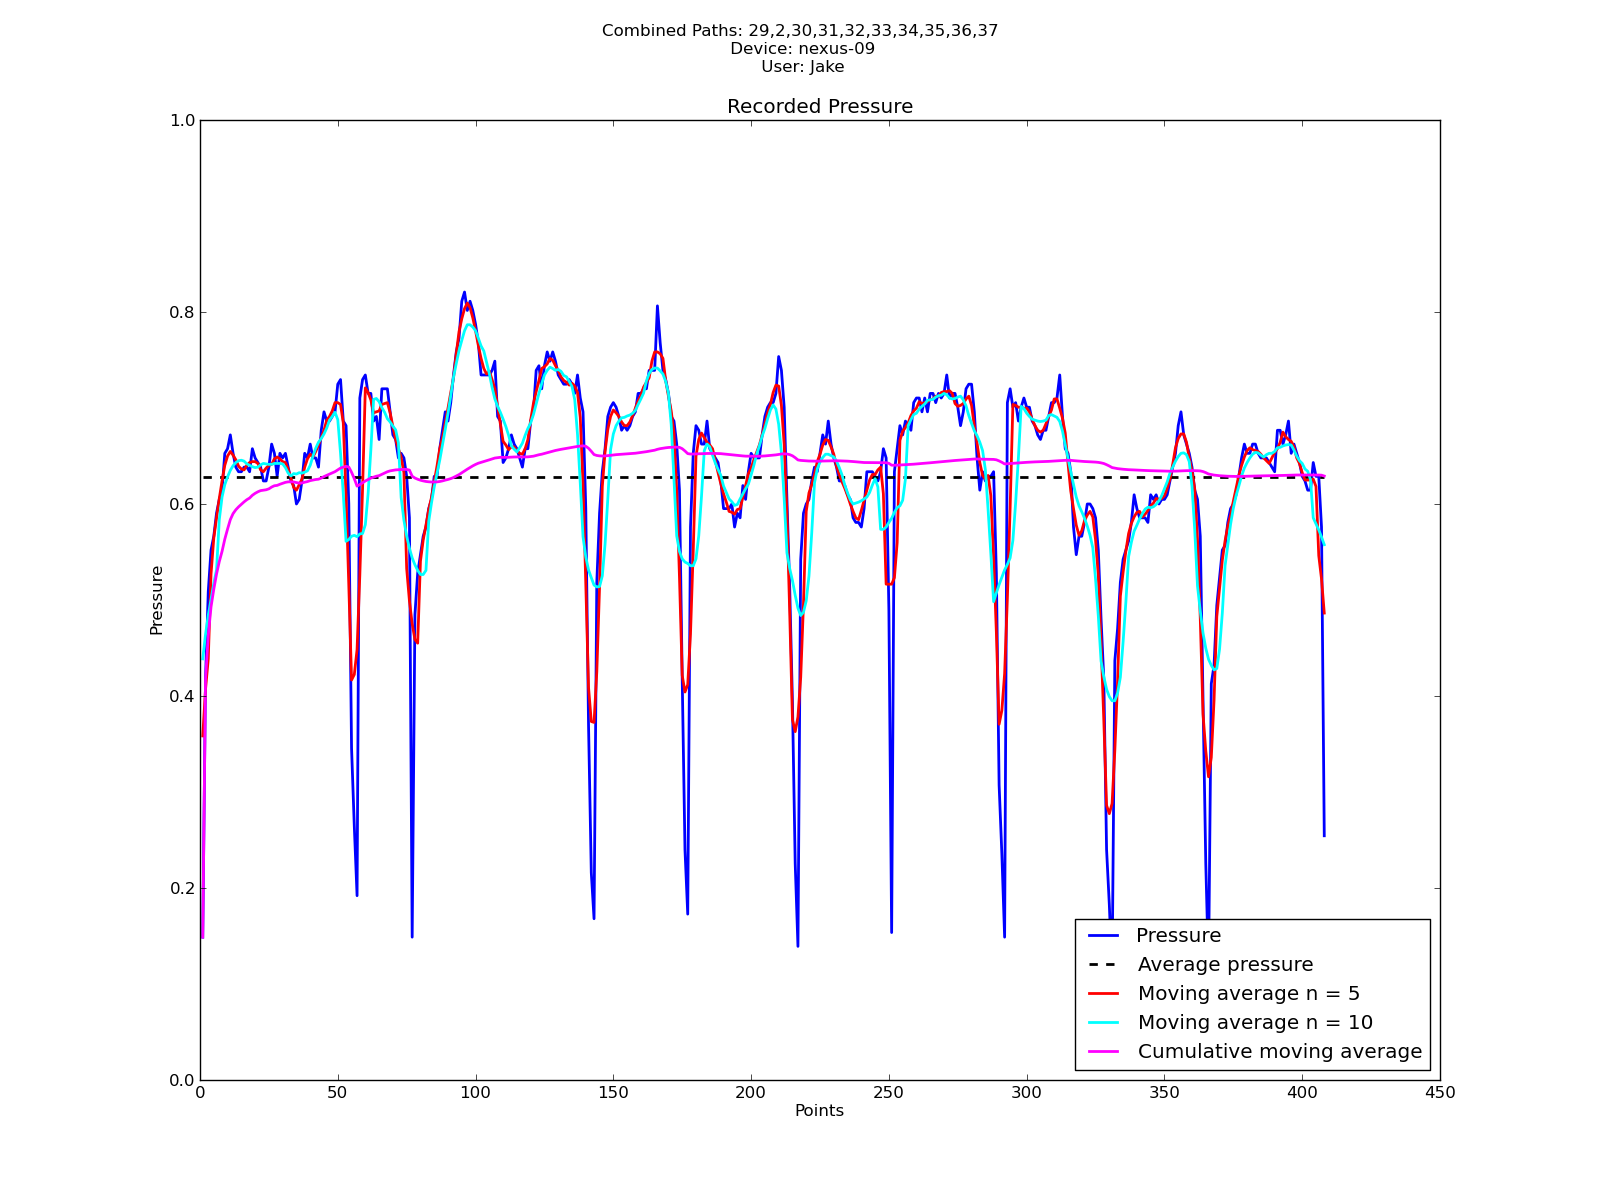 Combined Paths: 29,2,30,31,32,33,34,35,36,37
Device: nexus-09
User: Jake
Recorded Pressure
1.0
0.8
0.6
0.4
0.2
0.0
Pressure
0 50 100 150 200 250 300 350 400 450
Points
Pressure
Average pressure
Moving average n = 5
Moving average n = 10
Cumulative moving average